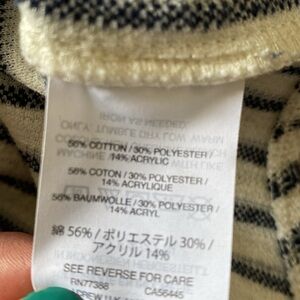 56% COTTON / 30% POLYESTER /
14% ACRYLIC
56% COTON / 30% POLYESTER /
14% ACRYLIQUE
56% BAUMWOLLE / 30% POLYESTER /
14% ACRYL
綿 56% / ポリエステル 30% /
アクリル 14%
SEE REVERSE FOR CARE
RN77388 CA56445